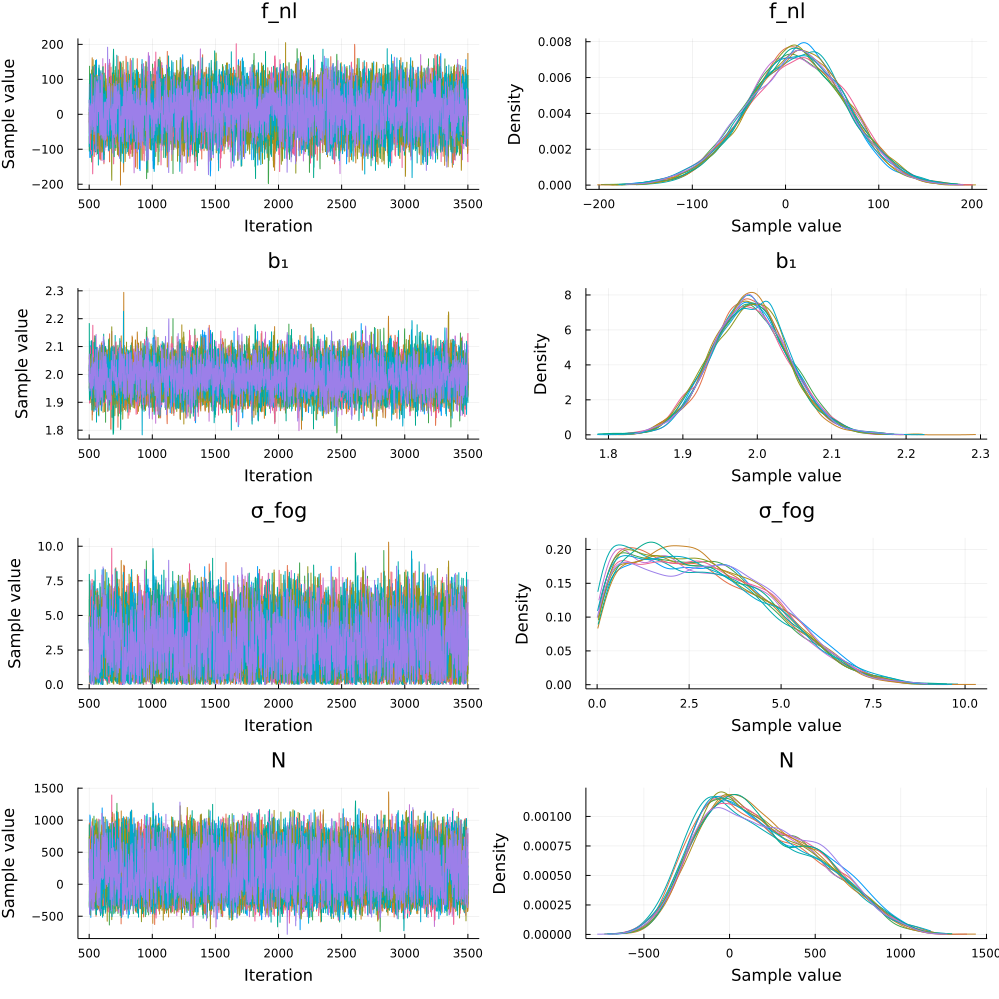 f_nl
f_nl
Sample value
200
100
0
−100
−200
500 1000 1500 2000 2500 3000 3500
Iteration
Density
0.008
0.006
0.004
0.002
0.000
−200 −100 0 100 200
Sample value
b₁
b₁
Sample value
2.3
2.2
2.1
2.0
1.9
1.8
500 1000 1500 2000 2500 3000 3500
Iteration
Density
8
6
4
2
0
1.8 1.9 2.0 2.1 2.2 2.3
Sample value
σ_fog
σ_fog
Sample value
10.0
7.5
5.0
2.5
0.0
500 1000 1500 2000 2500 3000 3500
Iteration
Density
0.20
0.15
0.10
0.05
0.00
0.0 2.5 5.0 7.5 10.0
Sample value
N
N
Sample value
1500
1000
500
0
−500
500 1000 1500 2000 2500 3000 3500
Iteration
Density
0.00100
0.00075
0.00050
0.00025
0.00000
−500 0 500 1000 1500
Sample value